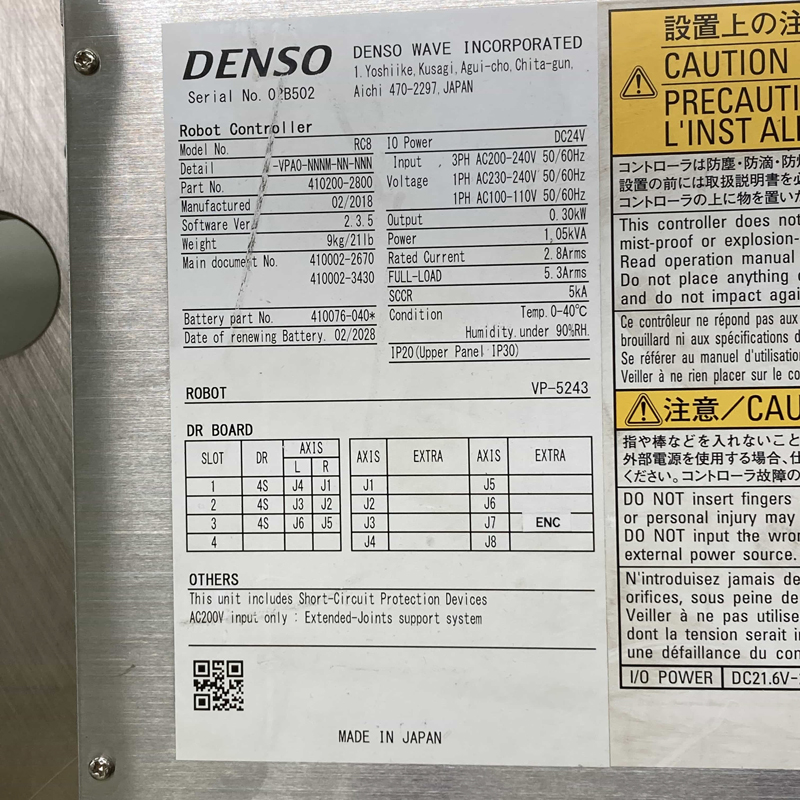 DENSO
DENSO WAVE INCORPORATED
1.Yoshiike,Kusagi,Agui-cho,Chita-gun,
Aichi 470-2297,JAPAN
Serial No. 02B502
Robot Controller
Model No. RC8
Detail -VPA0-NNNM-NN-NNN
Part No. 410200-2800
Manufactured 02/2018
Software Ver. 2.3.5
Weight 9kg/21lb
Main document No. 410002-2670
410002-3430
Battery part No. 410076-040*
Date of renewing Battery. 02/2028
IO Power DC24V
Input Voltage
3PH AC200-240V 50/60Hz
1PH AC230-240V 50/60Hz
1PH AC100-110V 50/60Hz
Output 0.30kW
Power 1.05kVA
Rated Current 2.8Arms
FULL-LOAD 5.3Arms
SCCR 5kA
Condition Temp.0-40℃
Humidity.under 90%RH.
IP20(Upper Panel IP30)
ROBOT VP-5243
DR BOARD
SLOT DR AXIS
L R
1 4S J4 J1
2 4S J3 J2
3 4S J6 J5
4
AXIS EXTRA AXIS EXTRA
J1 J5
J2 J6
J3 J7 ENC
J4 J8
OTHERS
This unit includes Short-Circuit Protection Devices
AC200V input only : Extended-Joints support system
MADE IN JAPAN
設置上の注
CAUTION
PRECAUTI
L'INSTALL
コントローラは防塵・防滴・防爆
設置の前には取扱説明書を必
コントローラの上に物を置いた
This controller does not
mist-proof or explosion-
Read operation manual
Do not place anything
and do not impact agai
Ce contrôleur ne répond pas aux
brouillard ni aux spécifications d
Se référer au manuel d'utilisation
Veiller à ne rien placer sur le co
注意/CAU
指や棒などを入れないこと
外部電源を使用する場合、仕
ください。コントローラ故障の
DO NOT insert fingers
or personal injury may
DO NOT input the wron
external power source.
N'introduisez jamais de
orifices, sous peine de
Veiller à ne pas utilise
dont la tension serait i
une défaillance du con
I/O POWER DC21.6V-